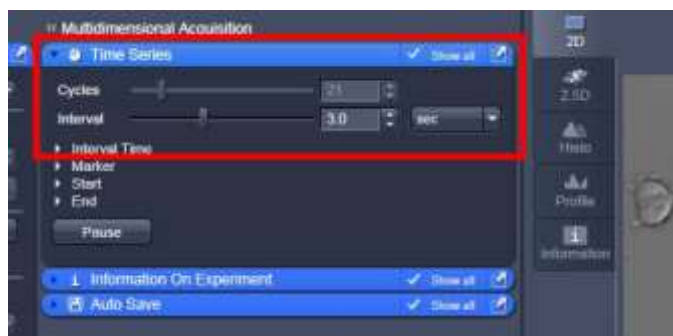 Multidimensional Acquisition
Time Series Show all
Cycles 21
Interval 3.0 sec
Interval Time
Marker
Start
End
Pause
Information On Experiment Show all
Auto Save Show all
2D
2.5D
Histo
Profile
Information